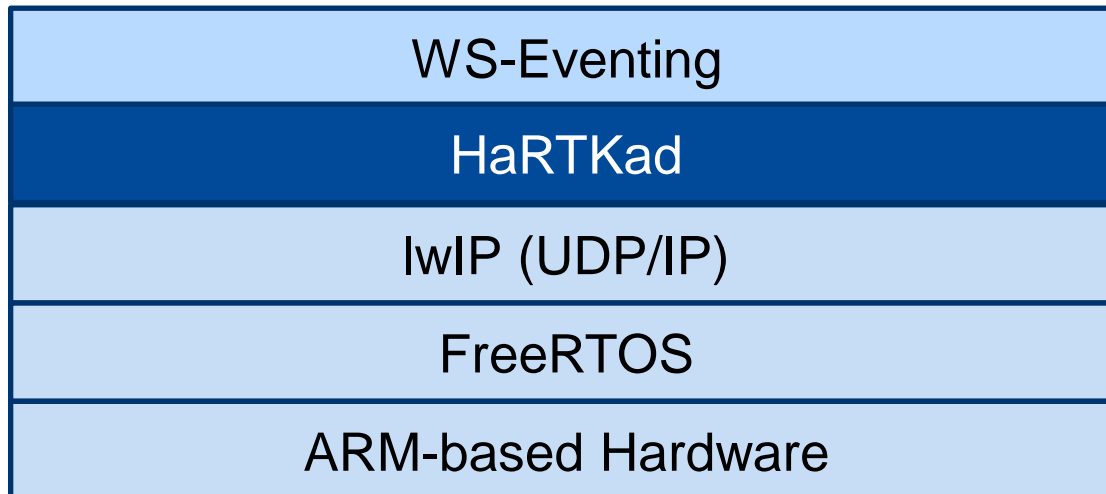 WS-Eventing
HaRTKad
lwIP (UDP/IP)
FreeRTOS
ARM-based Hardware